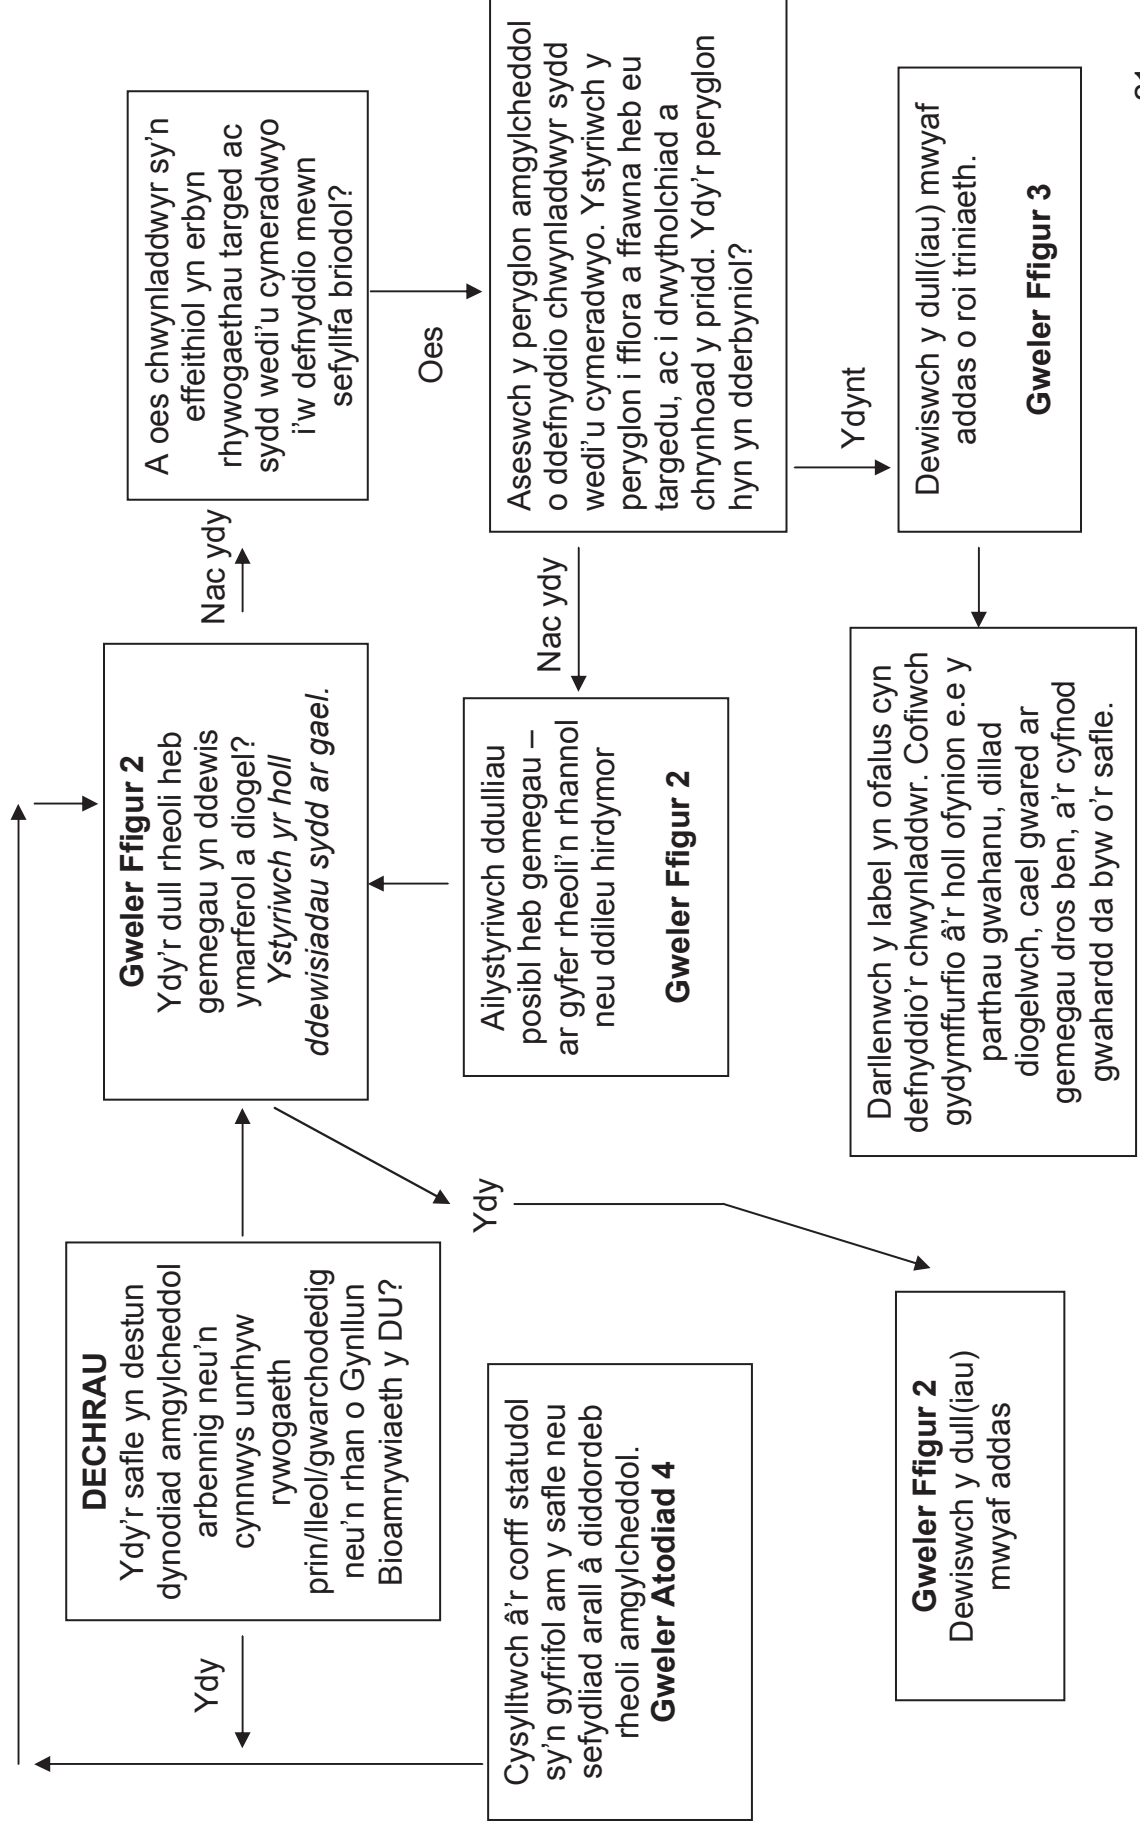 DECHRAU
Ydy'r safle yn destun
dynodiad amgylcheddol
arbennig neu'n
cynnwys unrhyw
rywogaeth
prin/lleol/gwarchodedig
neu'n rhan o Gynllun
Bioamrywiaeth y DU?
Ydy
Cysylltwch â'r corff statudol
sy'n gyfrifol am y safle neu
sefydliad arall â diddordeb
rheoli amgylcheddol.
Gweler Atodiad 4
Gweler Ffigur 2
Ydy'r dull rheoli heb
gemegau yn ddewis
ymarferol a diogel?
Ystyriwch yr holl
ddewisiadau sydd ar gael.
Nac ydy
A oes chwynladdwyr sy'n
effeithiol yn erbyn
rhywogaethau targed ac
sydd wedi'u cymeradwyo
i'w defnyddio mewn
sefyllfa briodol?
Oes
Aseswch y peryglon amgylcheddol
o ddefnyddio chwynladdwyr sydd
wedi'u cymeradwyo. Ystyriwch y
peryglon i fflora a ffawna heb eu
targedu, ac i drwytholchiad a
chrynhoad y pridd. Ydy'r peryglon
hyn yn dderbyniol?
Nac ydy
Ailystyriwch ddulliau
posibl heb gemegau –
ar gyfer rheoli'n rhannol
neu ddileu hirdymor
Gweler Ffigur 2
Ydy
Gweler Ffigur 2
Dewiswch y dull(iau)
mwyaf addas
Ydynt
Dewiswch y dull(iau) mwyaf
addas o roi triniaeth.
Gweler Ffigur 3
Darllenwch y label yn ofalus cyn
defnyddio'r chwynladdwr. Cofiwch
gydymffurfio â'r holl ofynion e.e y
parthau gwahanu, dillad
diogelwch, cael gwared ar
gemegau dros ben, a'r cyfnod
gwahardd da byw o'r safle.